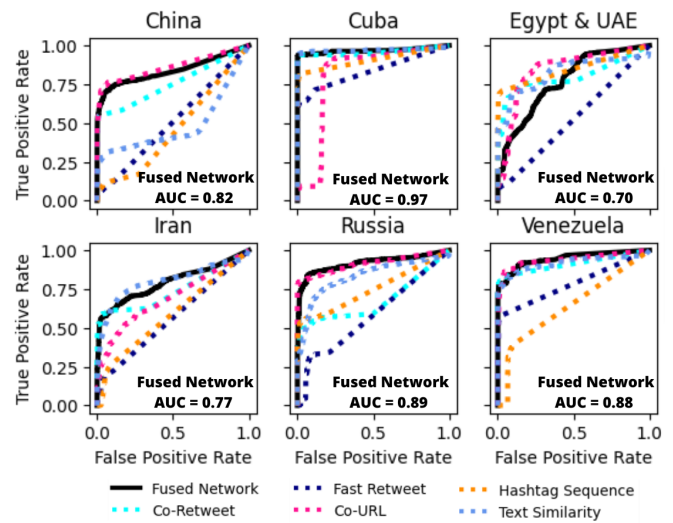 China Cuba Egypt & UAE
True Positive Rate
1.00
0.75
0.50
0.25
0.00
Fused Network
AUC = 0.82
Fused Network
AUC = 0.97
Fused Network
AUC = 0.70
Iran Russia Venezuela
True Positive Rate
1.00
0.75
0.50
0.25
0.00
Fused Network
AUC = 0.77
Fused Network
AUC = 0.89
Fused Network
AUC = 0.88
0.0 0.5 1.0 0.0 0.5 1.0 0.0 0.5 1.0
False Positive Rate False Positive Rate False Positive Rate
Fused Network Fast Retweet Hashtag Sequence
Co-Retweet Co-URL Text Similarity